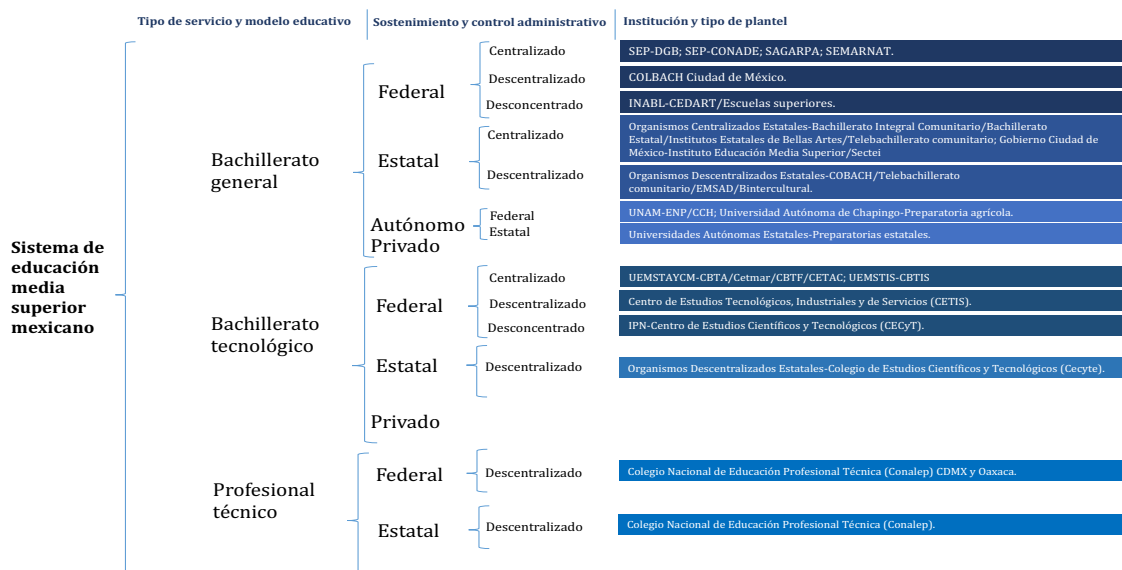 Tipo de servicio y modelo educativo
Sostenimiento y control administrativo
Institución y tipo de plantel
Sistema de
educación
media
superior
mexicano
Bachillerato
general
Federal
Centralizado
SEP-DGB; SEP-CONADE; SAGARPA; SEMARNAT.
Descentralizado
COLBACH Ciudad de México.
Desconcentrado
INABL-CEDART/Escuelas superiores.
Estatal
Centralizado
Organismos Centralizados Estatales-Bachillerato Integral Comunitario/Bachillerato
Estatal/Institutos Estatales de Bellas Artes/Telebachillerato comunitario; Gobierno Ciudad de
México-Instituto Educación Media Superior/Sectei
Descentralizado
Organismos Descentralizados Estatales-COBACH/Telebachillerato
comunitario/EMSAD/Bintercultural.
Autónomo
Federal
UNAM-ENP/CCH; Universidad Autónoma de Chapingo-Preparatoria agrícola.
Estatal
Universidades Autónomas Estatales-Preparatorias estatales.
Privado
Bachillerato
tecnológico
Federal
Centralizado
UEMSTAYCM-CBTA/Cetmar/CBTF/CETAC; UEMSTIS-CBTIS
Descentralizado
Centro de Estudios Tecnológicos, Industriales y de Servicios (CETIS).
Desconcentrado
IPN-Centro de Estudios Científicos y Tecnológicos (CECyT).
Estatal
Descentralizado
Organismos Descentralizados Estatales-Colegio de Estudios Científicos y Tecnológicos (Cecyte).
Privado
Profesional
técnico
Federal
Descentralizado
Colegio Nacional de Educación Profesional Técnica (Conalep) CDMX y Oaxaca.
Estatal
Descentralizado
Colegio Nacional de Educación Profesional Técnica (Conalep).